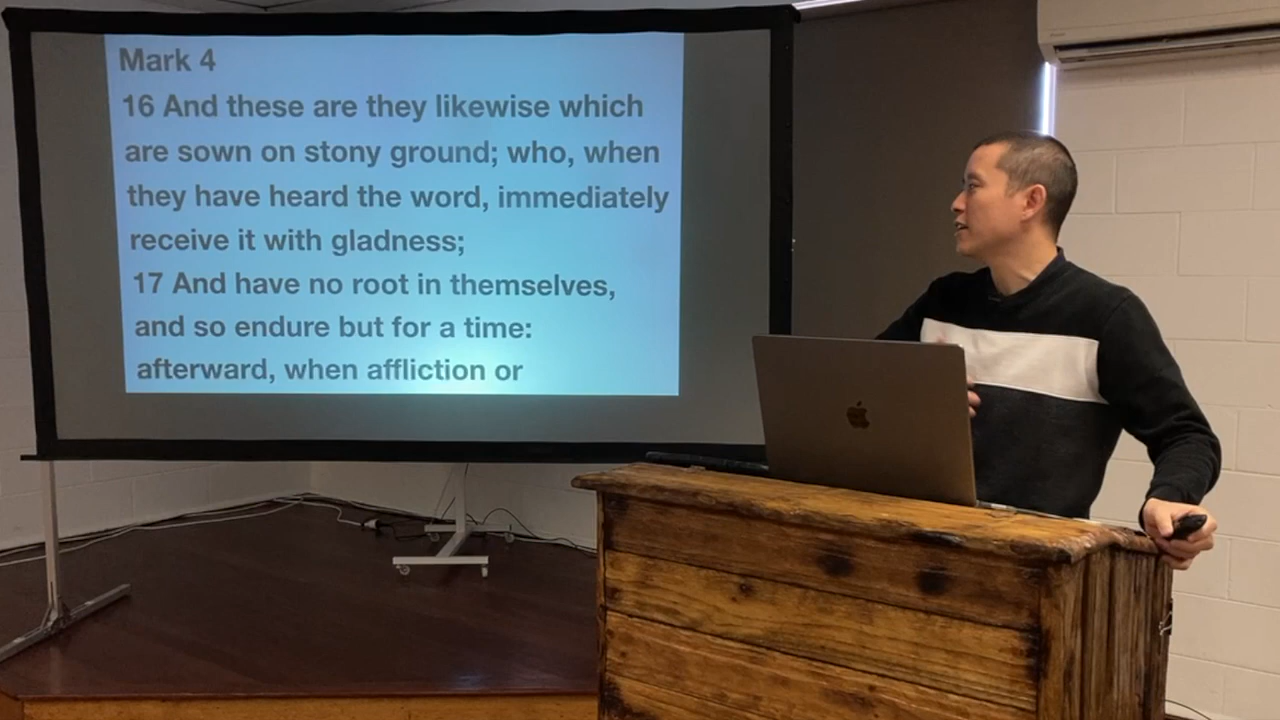 Mark 4
16 And these are they likewise which
are sown on stony ground; who, when
they have heard the word, immediately
receive it with gladness;
17 And have no root in themselves,
and so endure but for a time:
afterward, when affliction or